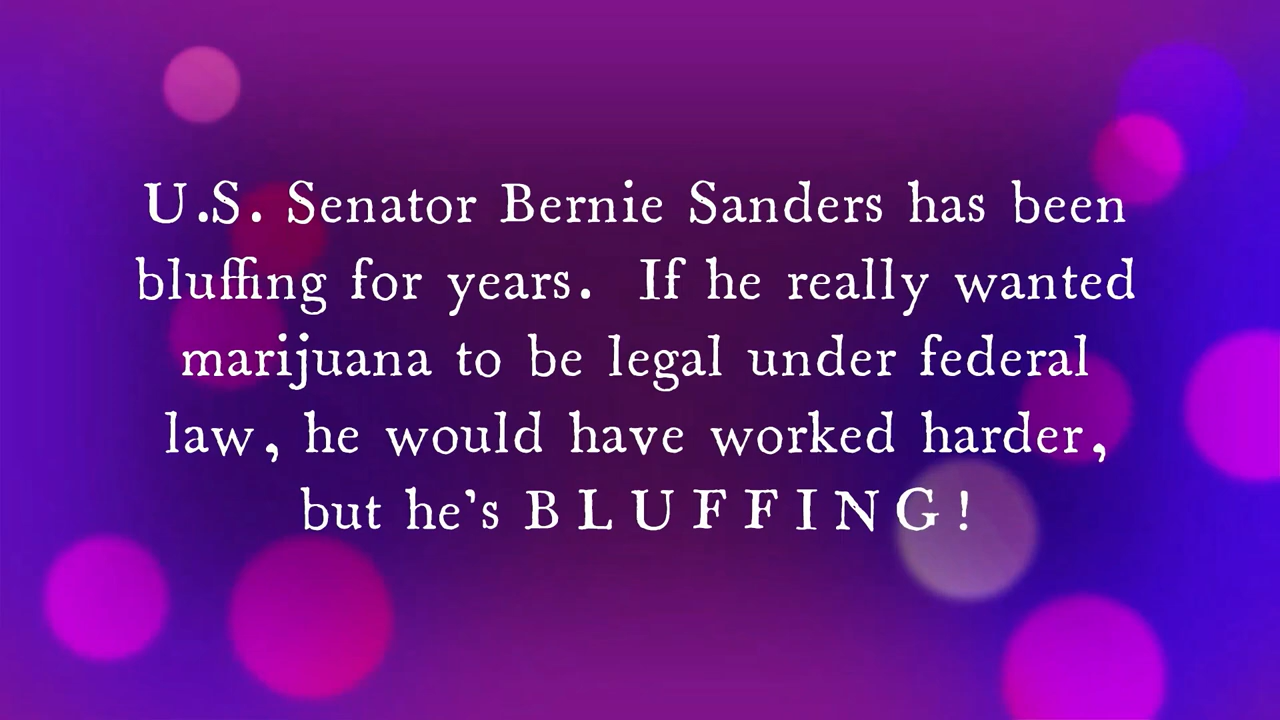 U.S. Senator Bernie Sanders has been
bluffing for years.  If he really wanted
marijuana to be legal under federal
law, he would have worked harder,
but he's B L U F F I N G !